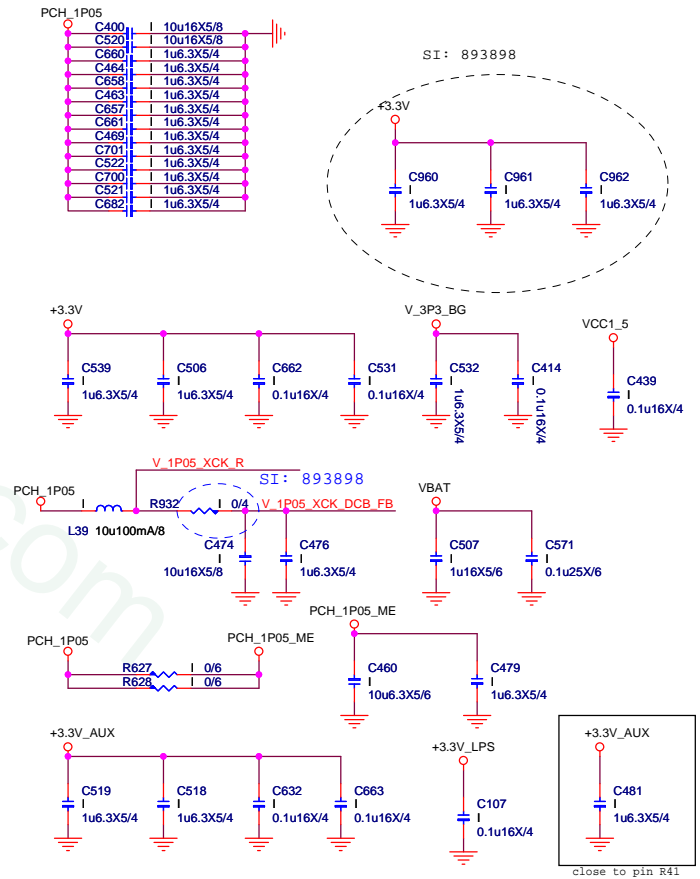 PCH_1P05
C400 I 10u16X5/8
C520 I 10u16X5/8
C660 I 1u6.3X5/4
C464 I 1u6.3X5/4
C658 I 1u6.3X5/4
C463 I 1u6.3X5/4
C657 I 1u6.3X5/4
C661 I 1u6.3X5/4
C469 I 1u6.3X5/4
C701 I 1u6.3X5/4
C522 I 1u6.3X5/4
C700 I 1u6.3X5/4
C521 I 1u6.3X5/4
C682 I 1u6.3X5/4
SI: 893898
+3.3V
C960 I 1u6.3X5/4
C961 I 1u6.3X5/4
C962 I 1u6.3X5/4
+3.3V
C539 I 1u6.3X5/4
C506 I 1u6.3X5/4
C662 I 0.1u16X/4
C531 I 0.1u16X/4
V_3P3_BG
C532 I 1u6.3X5/4
C414 I 0.1u16X/4
VCC1_5
C439 I 0.1u16X/4
V_1P05_XCK_R
SI: 893898
PCH_1P05
I
L39 10u100mA/8
R932 I 0/4
V_1P05_XCK_DCB_FB
C474 I 10u16X5/8
C476 I 1u6.3X5/4
VBAT
C507 I 1u16X5/6
C571 I 0.1u25X/6
PCH_1P05
PCH_1P05_ME
R627 I 0/6
R628 I 0/6
PCH_1P05_ME
C460 I 10u6.3X5/6
C479 I 1u6.3X5/4
+3.3V_AUX
C519 I 1u6.3X5/4
C518 I 1u6.3X5/4
C632 I 0.1u16X/4
C663 I 0.1u16X/4
+3.3V_LPS
C107 I 0.1u16X/4
+3.3V_AUX
C481 I 1u6.3X5/4
close to pin R41
com